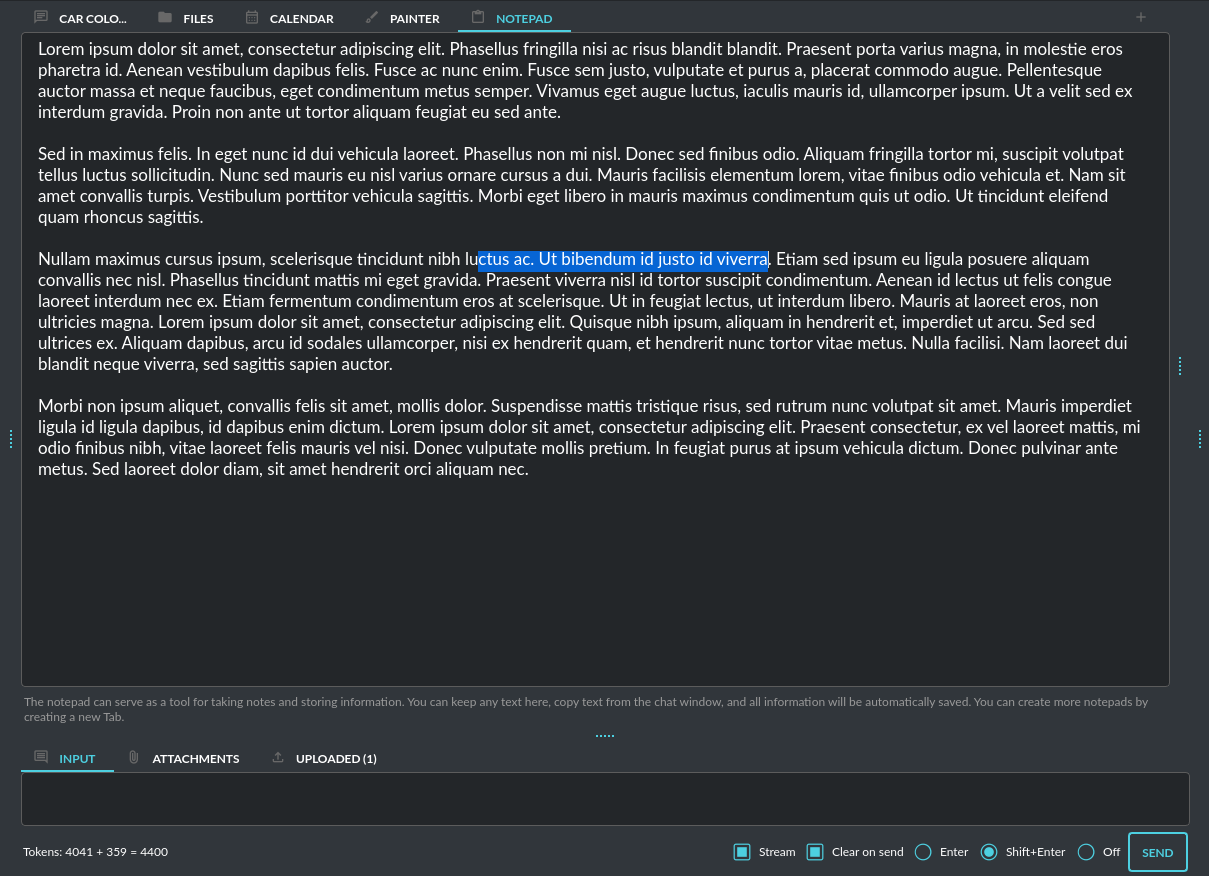 CAR COLO... FILES CALENDAR PAINTER NOTEPAD
Lorem ipsum dolor sit amet, consectetur adipiscing elit. Phasellus fringilla nisi ac risus blandit blandit. Praesent porta varius magna, in molestie eros
pharetra id. Aenean vestibulum dapibus felis. Fusce ac nunc enim. Fusce sem justo, vulputate et purus a, placerat commodo augue. Pellentesque
auctor massa et neque faucibus, eget condimentum metus semper. Vivamus eget augue luctus, iaculis mauris id, ullamcorper ipsum. Ut a velit sed ex
interdum gravida. Proin non ante ut tortor aliquam feugiat eu sed ante.
Sed in maximus felis. In eget nunc id dui vehicula laoreet. Phasellus non mi nisl. Donec sed finibus odio. Aliquam fringilla tortor mi, suscipit volutpat
tellus luctus sollicitudin. Nunc sed mauris eu nisl varius ornare cursus a dui. Mauris facilisis elementum lorem, vitae finibus odio vehicula et. Nam sit
amet convallis turpis. Vestibulum porttitor vehicula sagittis. Morbi eget libero in mauris maximus condimentum quis ut odio. Ut tincidunt eleifend
quam rhoncus sagittis.
Nullam maximus cursus ipsum, scelerisque tincidunt nibh luctus ac. Ut bibendum id justo id viverra. Etiam sed ipsum eu ligula posuere aliquam
convallis nec nisl. Phasellus tincidunt mattis mi eget gravida. Praesent viverra nisl id tortor suscipit condimentum. Aenean id lectus ut felis congue
laoreet interdum nec ex. Etiam fermentum condimentum eros at scelerisque. Ut in feugiat lectus, ut interdum libero. Mauris at laoreet eros, non
ultricies magna. Lorem ipsum dolor sit amet, consectetur adipiscing elit. Quisque nibh ipsum, aliquam in hendrerit et, imperdiet ut arcu. Sed sed
ultrices ex. Aliquam dapibus, arcu id sodales ullamcorper, nisi ex hendrerit quam, et hendrerit nunc tortor vitae metus. Nulla facilisi. Nam laoreet dui
blandit neque viverra, sed sagittis sapien auctor.
Morbi non ipsum aliquet, convallis felis sit amet, mollis dolor. Suspendisse mattis tristique risus, sed rutrum nunc volutpat sit amet. Mauris imperdiet
ligula id ligula dapibus, id dapibus enim dictum. Lorem ipsum dolor sit amet, consectetur adipiscing elit. Praesent consectetur, ex vel laoreet mattis, mi
odio finibus nibh, vitae laoreet felis mauris vel nisi. Donec vulputate mollis pretium. In feugiat purus at ipsum vehicula dictum. Donec pulvinar ante
metus. Sed laoreet dolor diam, sit amet hendrerit orci aliquam nec.
The notepad can serve as a tool for taking notes and storing information. You can keep any text here, copy text from the chat window, and all information will be automatically saved. You can create more notepads by
creating a new Tab.
INPUT ATTACHMENTS UPLOADED (1)
Tokens: 4041 + 359 = 4400 Stream Clear on send Enter Shift+Enter Off SEND